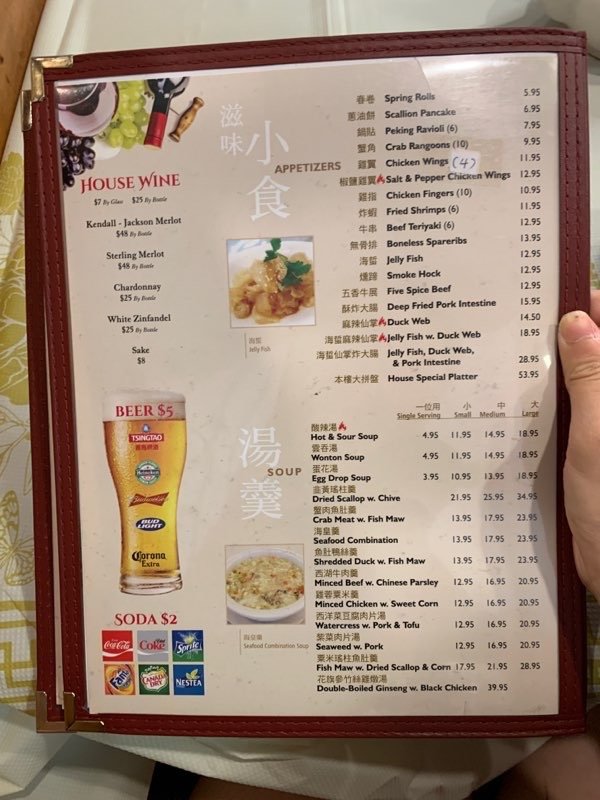 滋味小食
APPETIZERS
春卷 Spring Rolls 5.95
蔥油餅 Scallion Pancake 6.95
鍋貼 Peking Ravioli (6) 7.95
蟹角 Crab Rangoons (10) 9.95
雞翼 Chicken Wings (4) 11.95
椒鹽雞翼 Salt & Pepper Chicken Wings 12.95
雞指 Chicken Fingers (10) 10.95
炸蝦 Fried Shrimps (6) 11.95
牛串 Beef Teriyaki (6) 12.95
無骨排 Boneless Spareribs 13.95
海蜇 Jelly Fish 12.95
燻蹄 Smoke Hock 12.95
五香牛展 Five Spice Beef 12.95
酥炸大腸 Deep Fried Pork Intestine 15.95
麻辣仙掌 Duck Web 14.50
海蜇麻辣仙掌 Jelly Fish w. Duck Web 18.95
海蜇仙掌炸大腸 Jelly Fish, Duck Web,
& Pork Intestine 28.95
本樓大拼盤 House Special Platter 53.95
海蜇
Jelly Fish
HOUSE WINE
$7 By Glass $25 By Bottle
Kendall - Jackson Merlot
$48 By Bottle
Sterling Merlot
$48 By Bottle
Chardonnay
$25 By Bottle
White Zinfandel
$25 By Bottle
Sake
$8
BEER $5
TSINGTAO
Heineken
Budweiser
BUD LIGHT
Corona
Extra
SODA $2
Coca-Cola
Diet Coke
Sprite
Fanta
CANADA DRY
NESTEA
湯羹
SOUP
一位用 小 中 大
Single Serving Small Medium Large
酸辣湯
Hot & Sour Soup 4.95 11.95 14.95 18.95
雲吞湯
Wonton Soup 4.95 11.95 14.95 18.95
蛋花湯
Egg Drop Soup 3.95 10.95 13.95 18.95
韭黃瑤柱羹
Dried Scallop w. Chive 21.95 25.95 34.95
蟹肉魚肚羹
Crab Meat w. Fish Maw 13.95 17.95 23.95
海皇羹
Seafood Combination 13.95 17.95 23.95
魚肚鴨絲羹
Shredded Duck w. Fish Maw 13.95 17.95 23.95
西湖牛肉羹
Minced Beef w. Chinese Parsley 12.95 16.95 20.95
雞蓉粟米羹
Minced Chicken w. Sweet Corn 12.95 16.95 20.95
西洋菜豆腐肉片湯
Watercress w. Pork & Tofu 12.95 16.95 20.95
紫菜肉片湯
Seaweed w. Pork 12.95 16.95 20.95
粟米瑤柱魚肚羹
Fish Maw w. Dried Scallop & Corn 17.95 21.95 28.95
花旗參竹絲雞燉湯
Double-Boiled Ginseng w. Black Chicken 39.95
海皇羹
Seafood Combination Soup